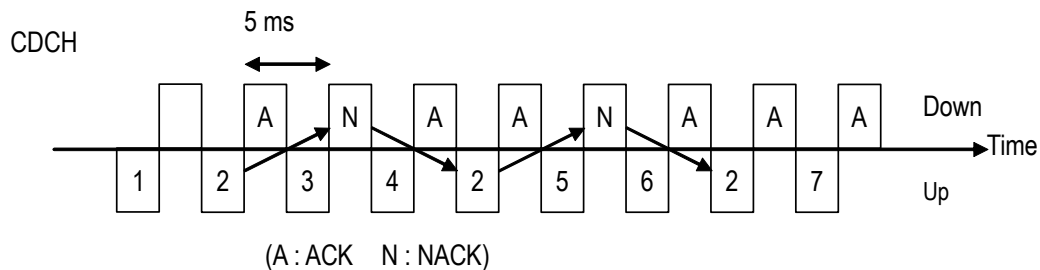 5 ms
CDCH
A N A A N A A A Down
Time
1 2 3 4 2 5 6 2 7 Up
(A : ACK N : NACK)